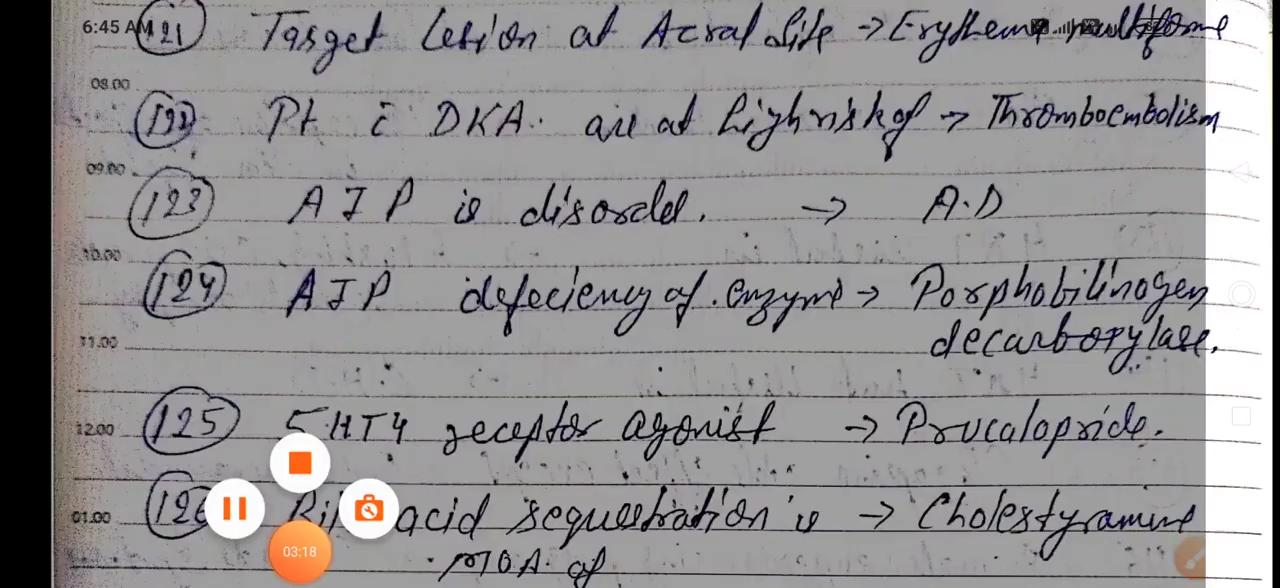 6:45 AM
121 Target lesion at Acral Site → Erythema multiforme
08.00
122 Pt c̄ DKA. are at high risk of → Thromboembolism
09.00
123 AIP is disorder. → A.D
10.00
124 AIP defeciency of enzyme → Porphobilinogen
11.00 decarboxylase.
12.00 125 5HT4 receptor agonist → Prucalopride.
01.00 126 acid sequestration is → Cholestyramine
MOA of
03:18